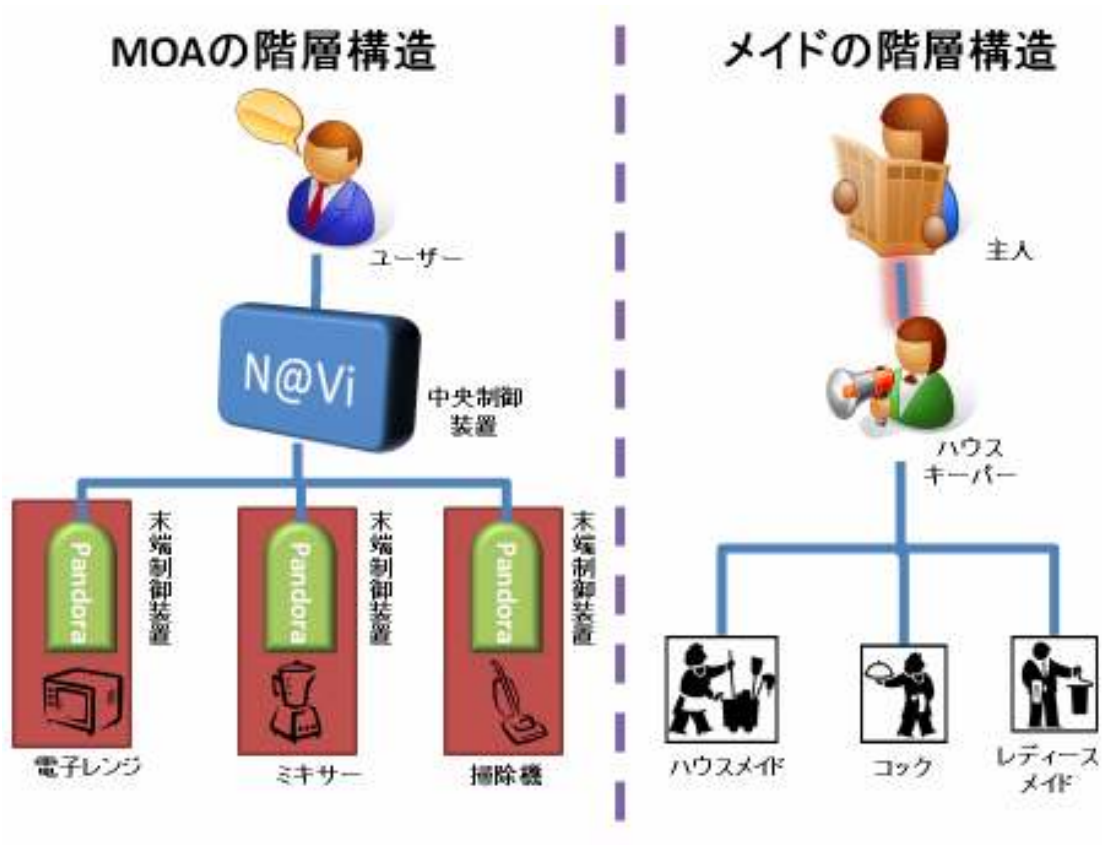 MOAの階層構造
ユーザー
N@Vi
中央制御
装置
Pandora
末端制御装置
Pandora
末端制御装置
Pandora
末端制御装置
電子レンジ
ミキサー
掃除機
メイドの階層構造
主人
ハウス
キーパー
ハウスメイド
コック
レディース
メイド